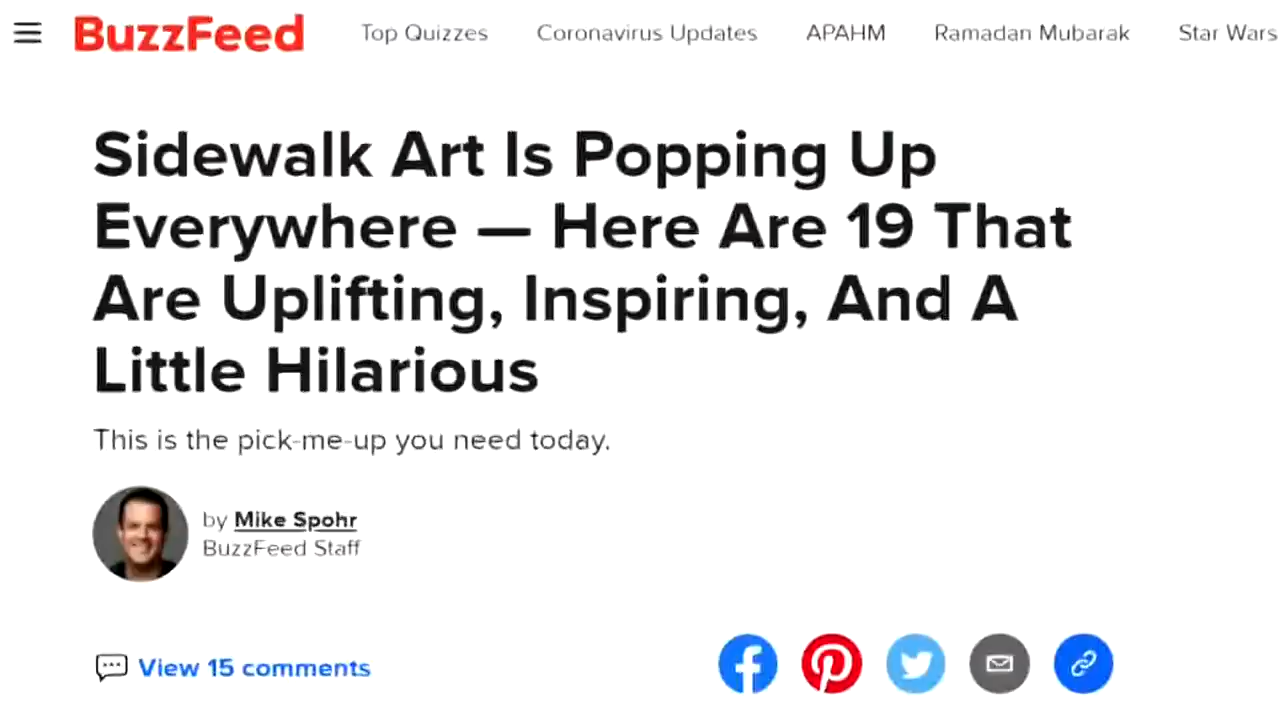 BuzzFeed Top Quizzes Coronavirus Updates APAHM Ramadan Mubarak Star Wars
Sidewalk Art Is Popping Up
Everywhere — Here Are 19 That
Are Uplifting, Inspiring, And A
Little Hilarious
This is the pick-me-up you need today.
by Mike Spohr
BuzzFeed Staff
View 15 comments